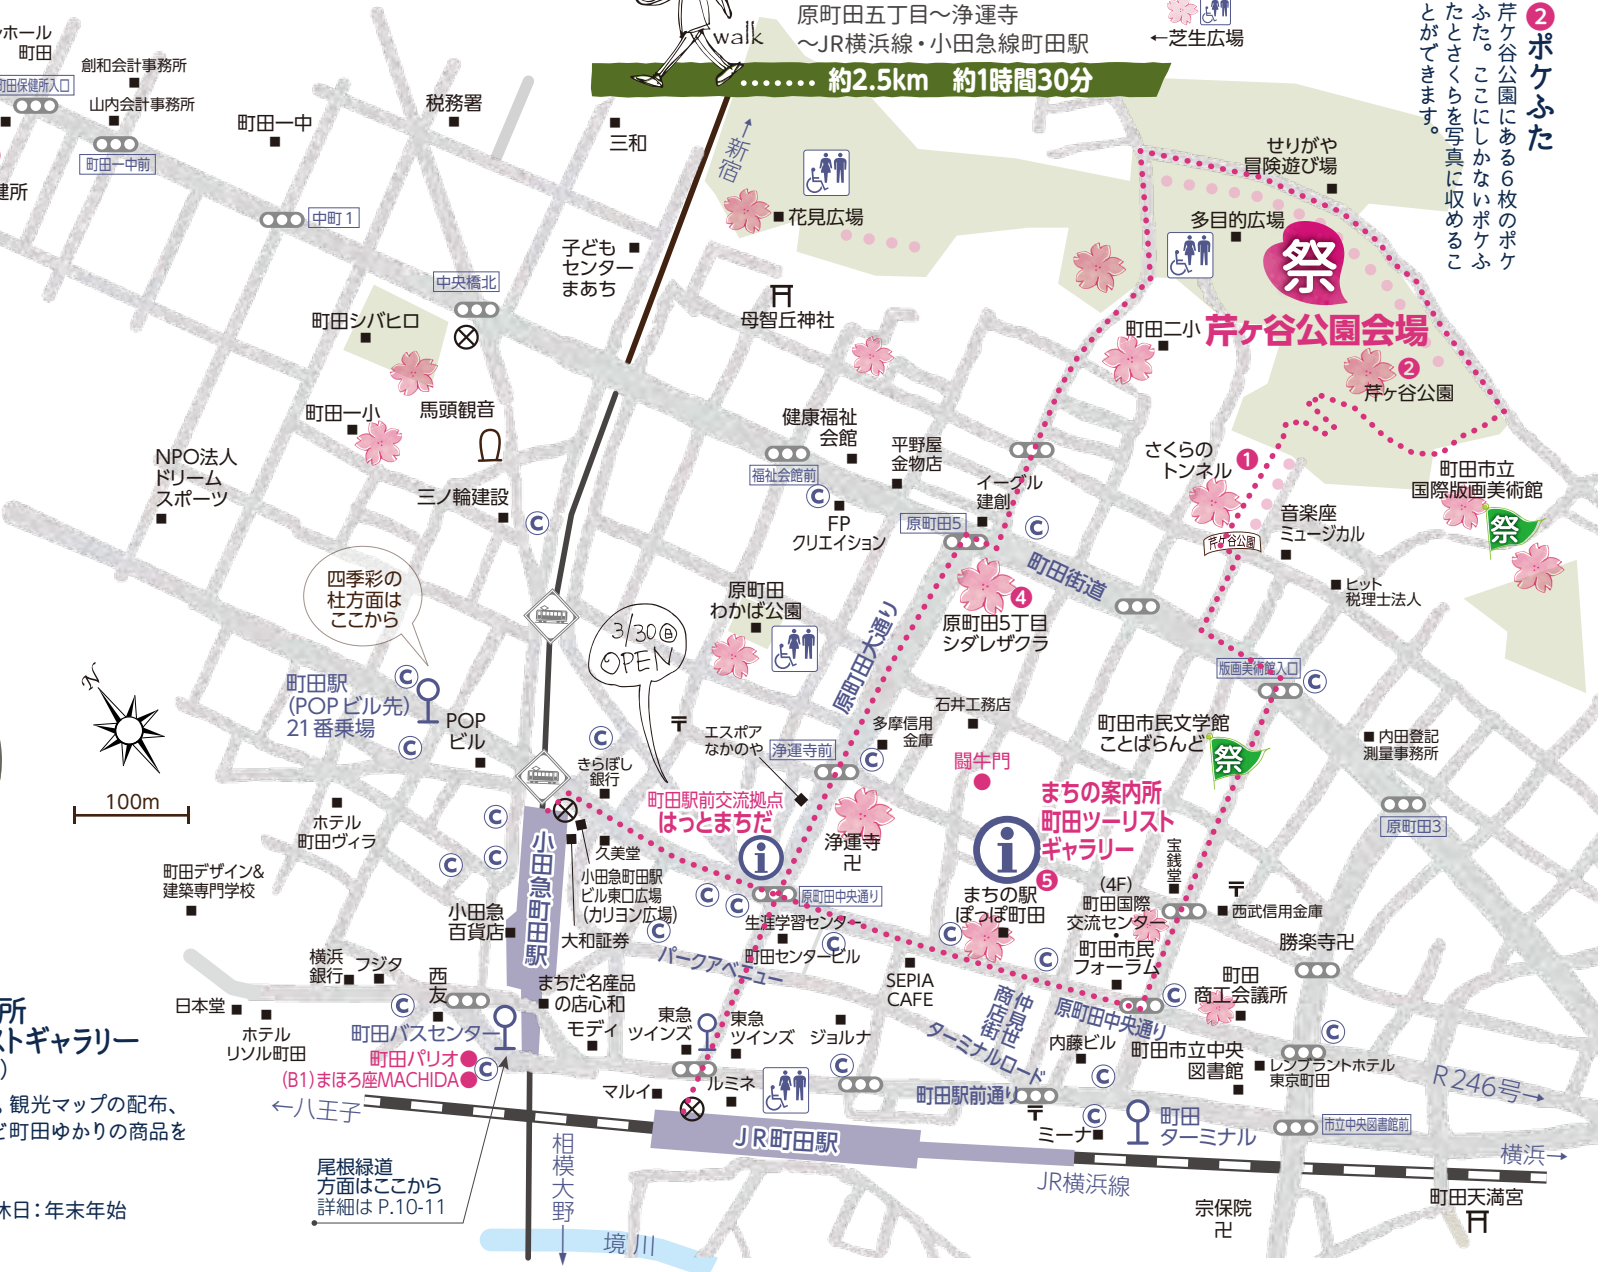 原町田五丁目〜浄運寺
〜JR横浜線・小田急線町田駅
walk
約2.5km 約1時間30分
←芝生広場
❷ポケふた
芹ケ谷公園にある6枚のポケ
ふた。ここにしかないポケふ
たとさくらを写真に収めるこ
とができます。
ホール
町田
町田保健所入口
創和会計事務所
山内会計事務所
町田一中前
町田一中
税務署
三和
↑新宿
花見広場
せりがや
冒険遊び場
多目的広場
祭
芹ヶ谷公園会場
❷
芹ヶ谷公園
中町1
中央橋北
子ども
センター
まあち
母智丘神社
町田シバヒロ
町田二小
町田一小
馬頭観音
健康福祉
会館
福祉会館前
平野屋
金物店
イーグル
建創
さくらの
トンネル
❶
町田市立
国際版画美術館
祭
NPO法人
ドリーム
スポーツ
三ノ輪建設
C
C
FP
クリエイション
原町田5
C
芹ケ谷公園
音楽座
ミュージカル
ヒット
税理士法人
町田街道
四季彩の
杜方面は
ここから
3/30日
OPEN
原町田
わかば公園
原町田大通り
❹
原町田5丁目
シダレザクラ
版画美術館入口
C
N
町田駅
(POPビル先)
21番乗場
C
C
POP
ビル
C
きらぼし
銀行
エスポア
なかのや
浄運寺前
多摩信用
金庫
C
石井工務店
闘牛門
町田市民文学館
ことばらんど
祭
内田登記
測量事務所
100m
ホテル
町田ヴィラ
C
C
C
町田駅前交流拠点
はっとまちだ
i
浄運寺
まちの案内所
町田ツーリスト
ギャラリー
i
❺
まちの駅
ぽっぽ町田
宝銭堂
原町田3
町田デザイン&
建築専門学校
小田急町田駅
久美堂
小田急町田駅
ビル東口広場
(カリヨン広場)
大和証券
C
C
C
原町田中央通り
生涯学習センター
町田センタービル
C
C
C
(4F)
町田国際
交流センター
・
町田市民
フォーラム
西武信用金庫
勝楽寺
小田急
百貨店
横浜
銀行
フジタ
西友
パークアベニュー
SEPIA
CAFE
仲見世
商店街
原町田中央通り
C
町田
商工会議所
C
日本堂
ホテル
リソル町田
C
町田バスセンター
まちだ名産品
の店心和
モディ
東急
ツインズ
東急
ツインズ
ジョルナ
ターミナルロード
内藤ビル
町田市立中央
図書館
レンブラントホテル
東京町田
町田パリオ
(B1)まほろ座MACHIDA
C
←八王子
マルイ
ルミネ
C
町田駅前通り
C
C
ミーナ
町田
ターミナル
R246号→
市立中央図書館前
JR町田駅
JR横浜線
横浜→
相模大野↓
尾根緑道
方面はここから
詳細は P.10-11
境川
宗保院
町田天満宮
所
ストギャラリー
観光マップの配布、
ど町田ゆかりの商品を
休日：年末年始